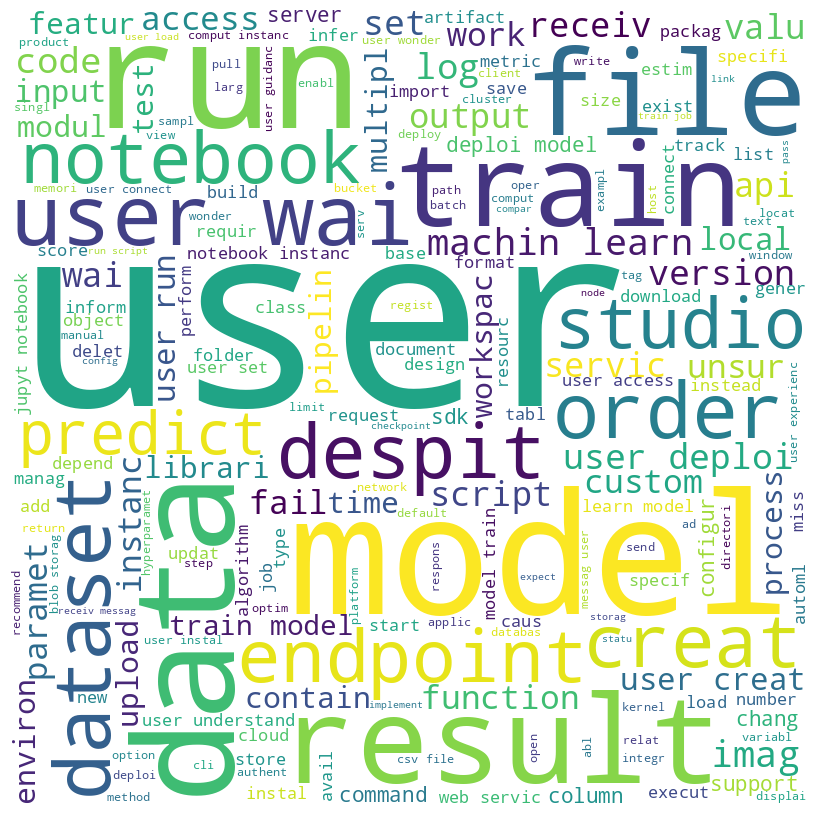 featur
access
server
artifact
product
user load
comput instanc
infer
set
work
receiv
packag
valu
run
file
code
pull
larg
user guidanc
enabl
metric
client
write
specifi
link
input
singl
test
multipl
log
import
save
cluster
size
estim
exist
train job
modul
sampl
view
output
deploy
deploi model
track
list
pass
notebook
train
memori
user connect
build
bucket
path
batch
oper
comput
compar
exampl
host
connect
text
api
locat
user wai
wonder
requir
serv
machin learn
local
window
score
run script
notebook instanc
base
format
wai
user
version
tag
node
download
gener
inform
object
manual
config
delet
jupyt notebook
user run
perform
class
regist
folder
user set
document
design
workspac
resourc
studio
servic
unsur
user access
instead
pipelin
limit
request
checkpoint
sdk
tabl
order
user experienc
predict
despit
manag
depend
librari
user deploi
custom
add
return
dataset
data
instanc
hyperparamet
fail
time
network
default
script
learn model
ad
miss
process
updat
step
algorithm
job
type
optim
platform
model
respons
model train
expect
messag user
send
specif
configur
directori
automl
recommend
paramet
blob storag
receiv messag
upload
user instal
train model
start
applic
databas
caus
storag
statu
endpoint
creat
environ
new
contain
implement
function
user creat
user understand
cloud
result
kernel
load
number
chang
variabl
option
deploi
method
cli
authent
store
instal
avail
csv file
open
abl
relat
integr
imag
support
command
web servic
column
execut
displai